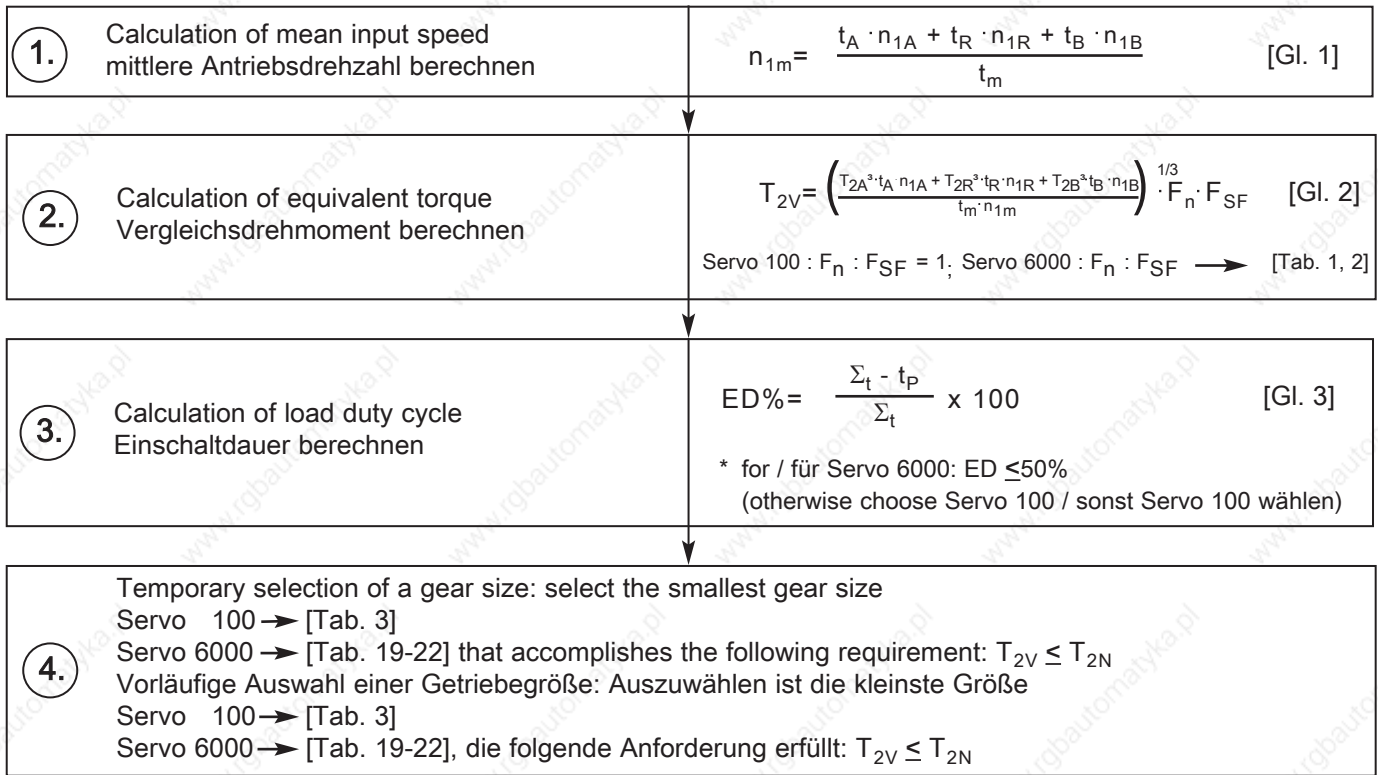 1.
Calculation of mean input speed
mittlere Antriebsdrehzahl berechnen
n1m= (tA · n1A + tR · n1R + tB · n1B) / tm [Gl. 1]
2.
Calculation of equivalent torque
Vergleichsdrehmoment berechnen
T2V= ( (T2A³·tA·n1A + T2R³·tR·n1R + T2B³·tB·n1B) / (tm·n1m) ) 1/3 · Fn · FSF [Gl. 2]
Servo 100 : Fn : FSF = 1; Servo 6000 : Fn : FSF → [Tab. 1, 2]
3.
Calculation of load duty cycle
Einschaltdauer berechnen
ED%= (Σt - tP) / Σt x 100 [Gl. 3]
* for / für Servo 6000: ED ≤50%
(otherwise choose Servo 100 / sonst Servo 100 wählen)
4.
Temporary selection of a gear size: select the smallest gear size
Servo 100 → [Tab. 3]
Servo 6000 → [Tab. 19-22] that accomplishes the following requirement: T2V ≤ T2N
Vorläufige Auswahl einer Getriebegröße: Auszuwählen ist die kleinste Größe
Servo 100 → [Tab. 3]
Servo 6000 → [Tab. 19-22], die folgende Anforderung erfüllt: T2V ≤ T2N
www.rgbautomatyka.pl